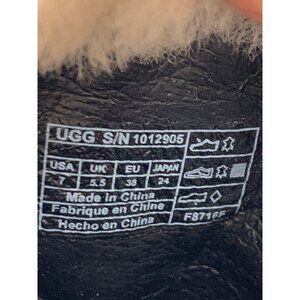 UGG S/N 1012905
USA UK EU JAPAN
7 5.5 38 24
Made in China
Fabrique en Chine
Hecho en China
F8716F